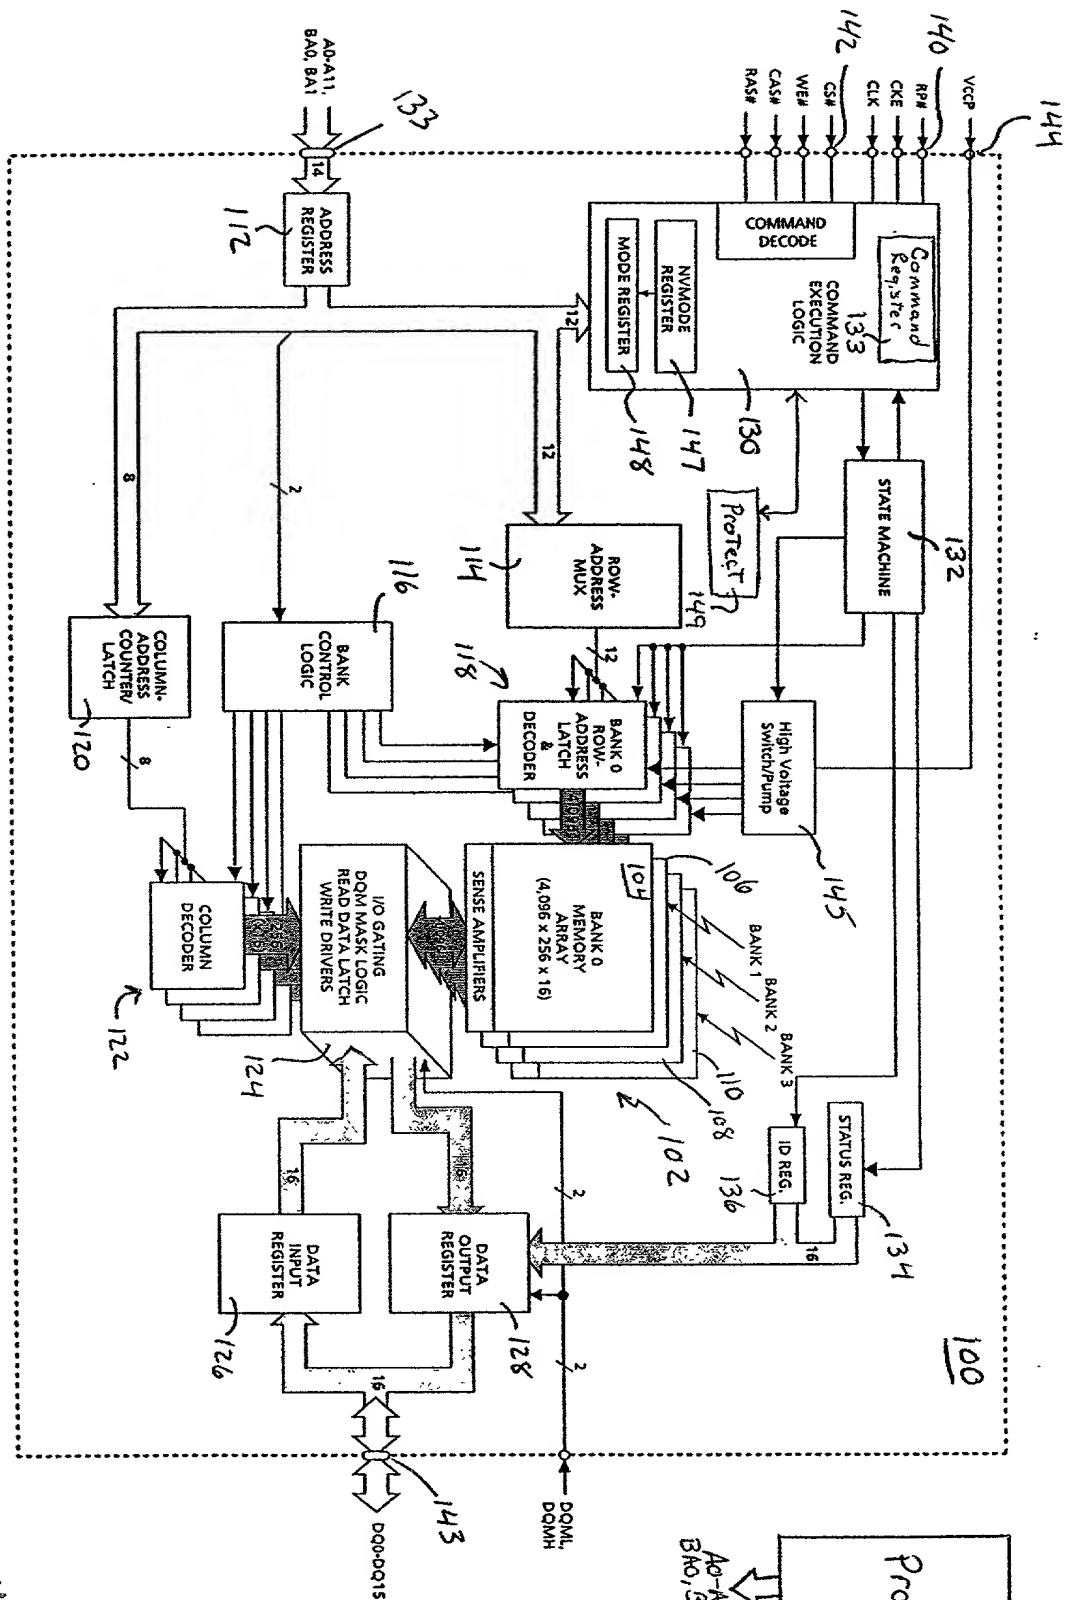 144
140
142
VCCP
RP#
CKE
CLK
CS#
WE#
CAS#
RAS#
A0-A11,
BA0, BA1
133
14
ADDRESS
REGISTER
112
Command
Register
133
COMMAND
EXECUTION
LOGIC
COMMAND
DECODE
NVMODE
REGISTER
MODE REGISTER
130
147
148
12
12
2
8
STATE MACHINE
132
ProTecT
149
ROW-
ADDRESS
MUX
114
116
BANK
CONTROL
LOGIC
COLUMN-
ADDRESS
COUNTER/
LATCH
120
8
12
118
BANK 0
ROW-
ADDRESS
LATCH
&
DECODER
High Voltage
Switch/Pump
145
104
106
BANK 0
MEMORY
ARRAY
(4,096 x 256 x 16)
SENSE AMPLIFIERS
BANK 1
BANK 2
BANK 3
110
108
102
I/O GATING
DQM MASK LOGIC
READ DATA LATCH
WRITE DRIVERS
124
256
COLUMN
DECODER
122
STATUS REG.
134
ID REG.
136
16
2
16
16
DATA
OUTPUT
REGISTER
128
DATA
INPUT
REGISTER
126
2
16
100
143
DQML,
DQMH
DQ0-DQ15
Pro
A0-A
BA0, B